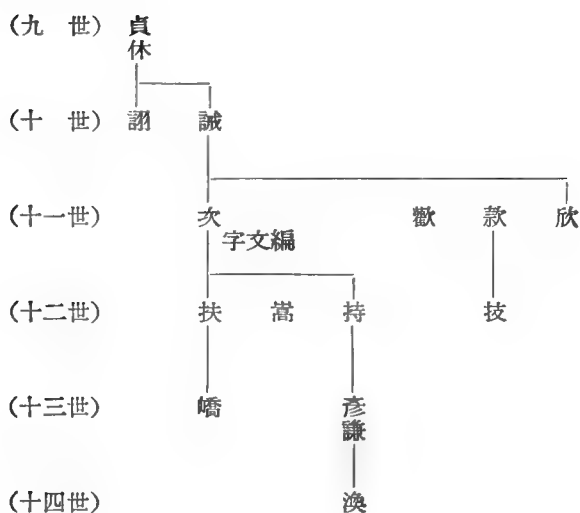 (九 世) 貞休
(十 世) 詡 誠
(十一世) 次 歡 款 欣
字文編
(十二世) 扶 嵩 持 技
(十三世) 嶠 彥謙
(十四世) 渙